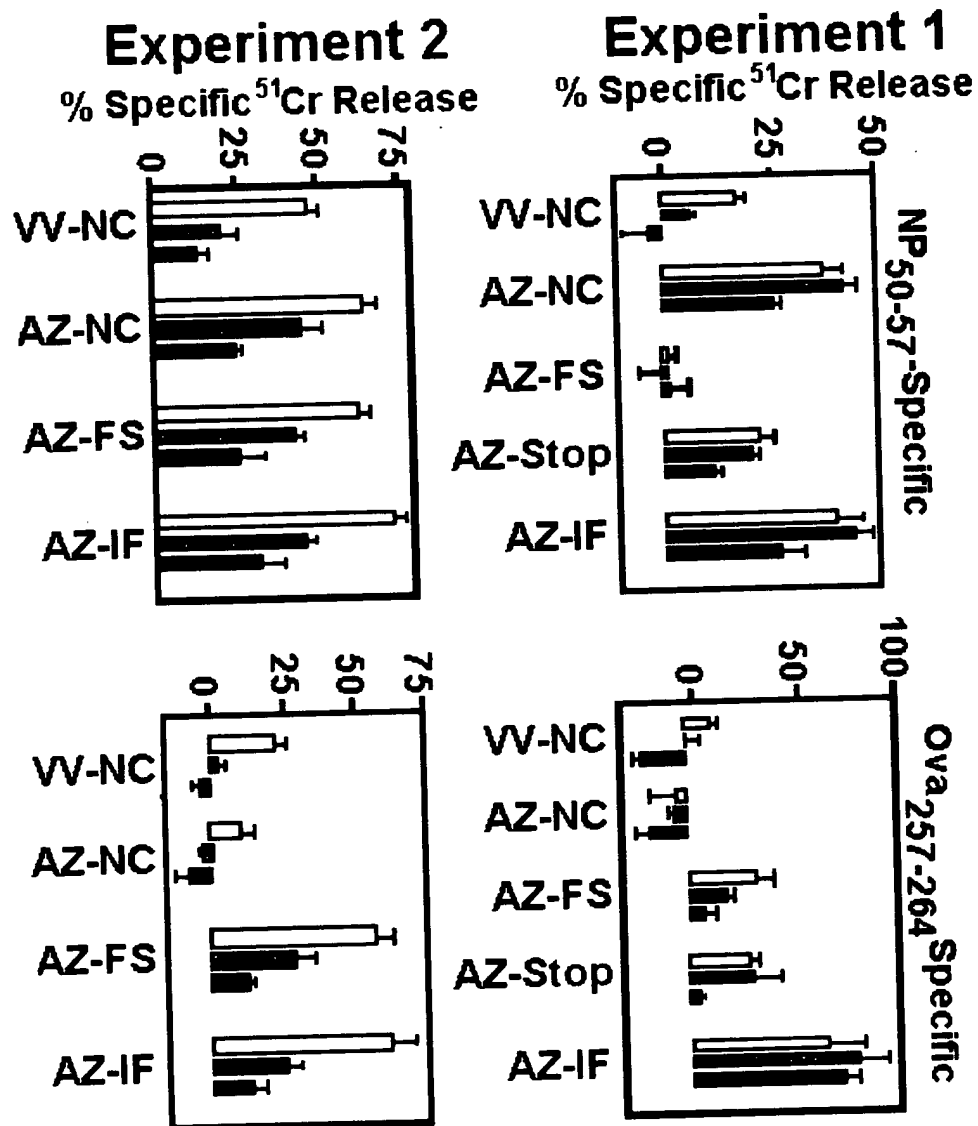 Experiment 2
% Specific ⁵¹Cr Release
0 25 50 75
VV-NC
AZ-NC
AZ-FS
AZ-IF
0 25 50 75
VV-NC
AZ-NC
AZ-FS
AZ-IF
Experiment 1
% Specific ⁵¹Cr Release
0 25 50
VV-NC
AZ-NC
AZ-FS
AZ-Stop
AZ-IF
NP50-57-Specific
0 50 100
VV-NC
AZ-NC
AZ-FS
AZ-Stop
AZ-IF
Ova257-264 Specific